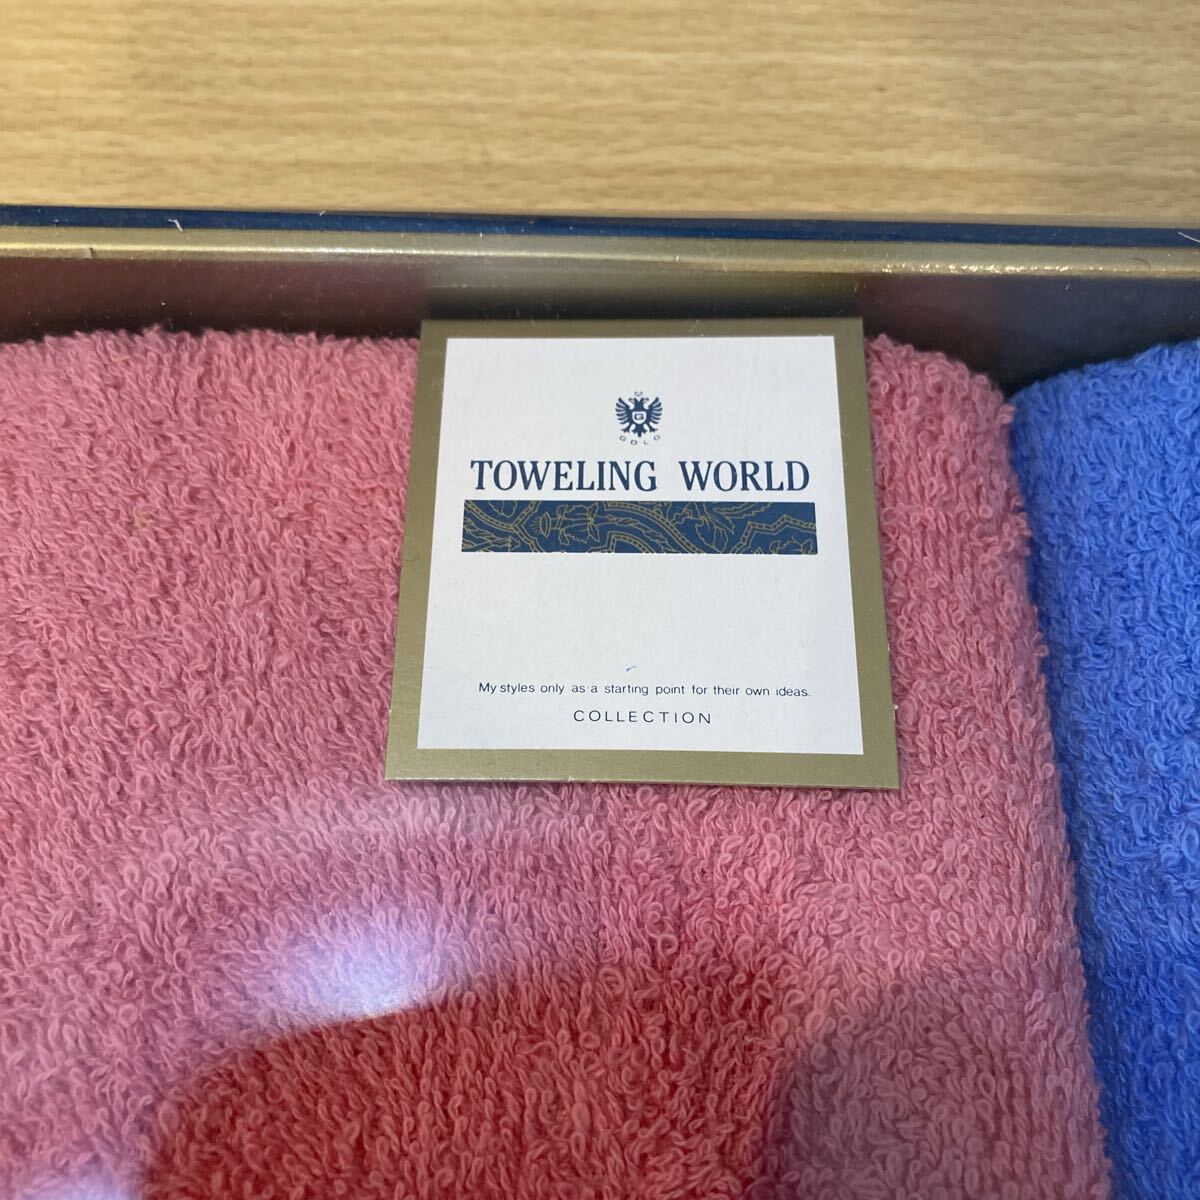 G
GOLD
TOWELING WORLD
My styles only as a starting point for their own ideas.
COLLECTION